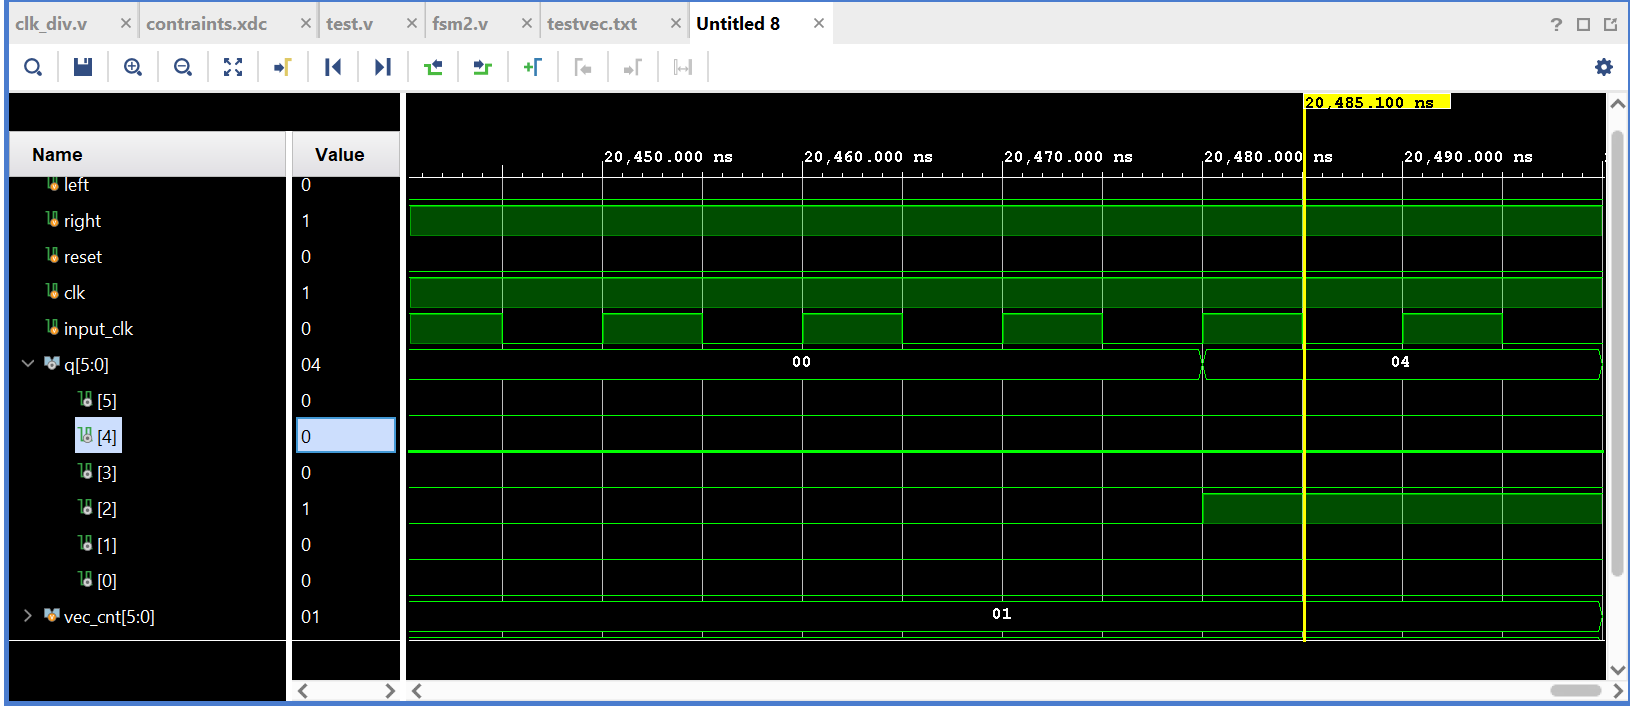 clk_div.v × contraints.xdc × test.v × fsm2.v × testvec.txt × Untitled 8 × ?
20,485.100 ns
Name Value
20,450.000 ns 20,460.000 ns 20,470.000 ns 20,480.000 ns 20,490.000 ns
left 0
right 1
reset 0
clk 1
input_clk 0
q[5:0] 04 00 04
[5] 0
[4] 0
[3] 0
[2] 1
[1] 0
[0] 0
vec_cnt[5:0] 01 01